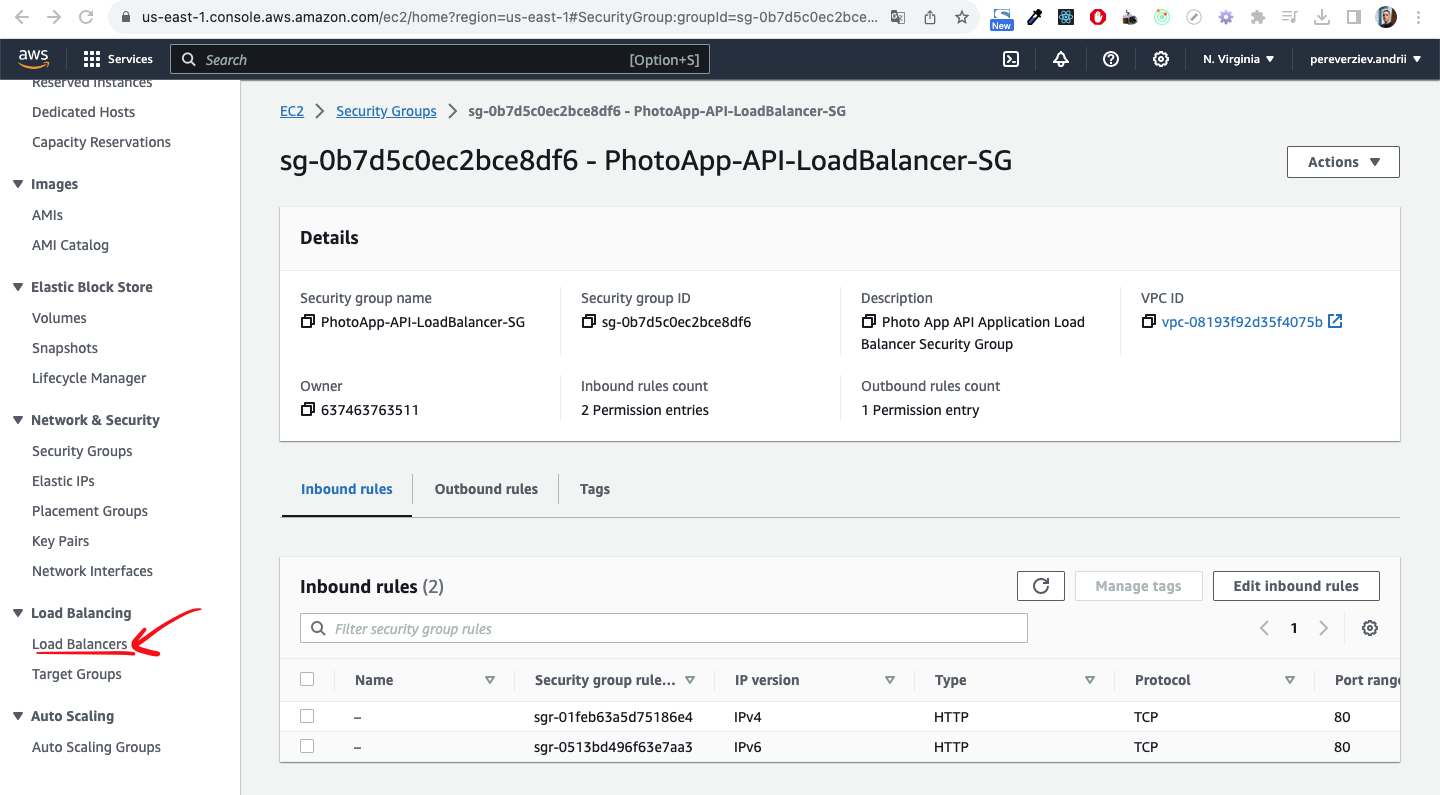 us-east-1.console.aws.amazon.com/ec2/home?region=us-east-1#SecurityGroup:groupId=sg-0b7d5c0ec2bce...
New
aws
Services
Search
[Option+S]
N. Virginia
pereverziev.andrii
Reserved Instances
Dedicated Hosts
Capacity Reservations
Images
AMIs
AMI Catalog
Elastic Block Store
Volumes
Snapshots
Lifecycle Manager
Network & Security
Security Groups
Elastic IPs
Placement Groups
Key Pairs
Network Interfaces
Load Balancing
Load Balancers
Target Groups
Auto Scaling
Auto Scaling Groups
EC2 Security Groups sg-0b7d5c0ec2bce8df6 - PhotoApp-API-LoadBalancer-SG
sg-0b7d5c0ec2bce8df6 - PhotoApp-API-LoadBalancer-SG
Actions
Details
Security group name
PhotoApp-API-LoadBalancer-SG
Security group ID
sg-0b7d5c0ec2bce8df6
Description
Photo App API Application Load
Balancer Security Group
VPC ID
vpc-08193f92d35f4075b
Owner
637463763511
Inbound rules count
2 Permission entries
Outbound rules count
1 Permission entry
Inbound rules
Outbound rules
Tags
Inbound rules (2)
Manage tags
Edit inbound rules
Filter security group rules
1
Name Security group rule... IP version Type Protocol Port range
– sgr-01feb63a5d75186e4 IPv4 HTTP TCP 80
– sgr-0513bd496f63e7aa3 IPv6 HTTP TCP 80